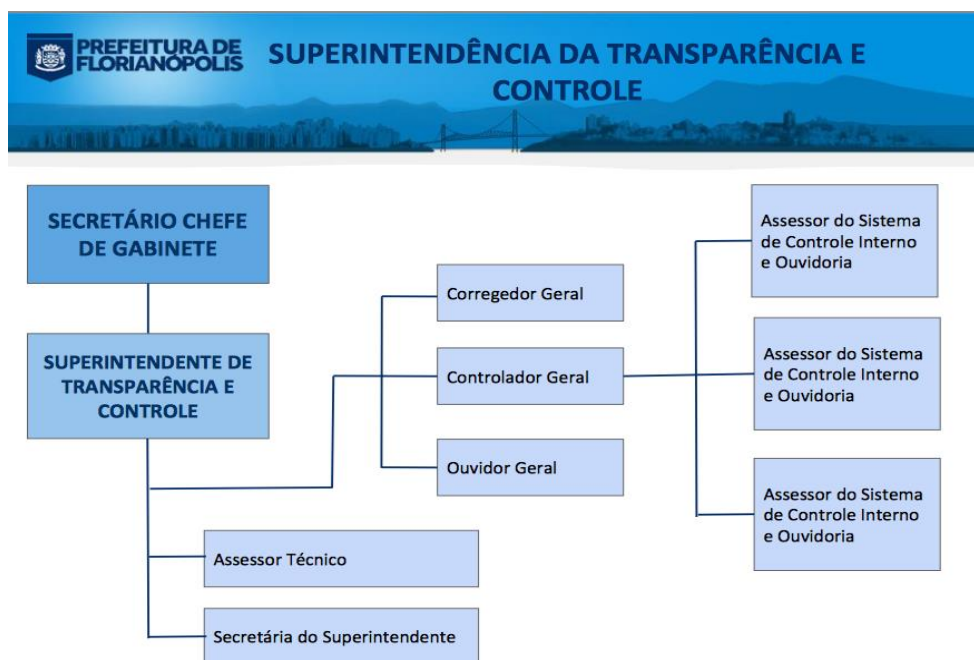 PREFEITURA DE
FLORIANÓPOLIS
SUPERINTENDÊNCIA DA TRANSPARÊNCIA E
CONTROLE
SECRETÁRIO CHEFE
DE GABINETE
SUPERINTENDENTE DE
TRANSPARÊNCIA E
CONTROLE
Corregedor Geral
Controlador Geral
Ouvidor Geral
Assessor do Sistema
de Controle Interno
e Ouvidoria
Assessor do Sistema
de Controle Interno
e Ouvidoria
Assessor do Sistema
de Controle Interno
e Ouvidoria
Assessor Técnico
Secretária do Superintendente